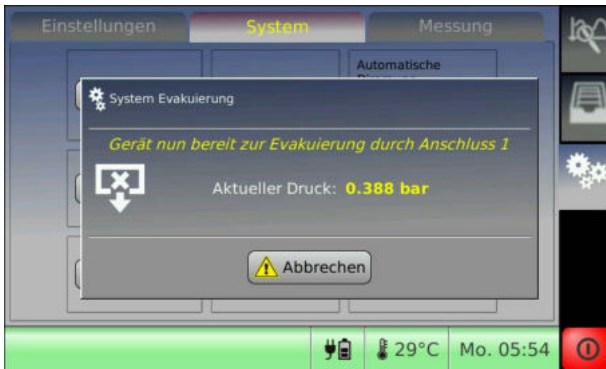 Einstellungen
System
Messung
Automatische
System Evakuierung
Gerät nun bereit zur Evakuierung durch Anschluss 1
Aktueller Druck: 0.388 bar
Abbrechen
29°C
Mo. 05:54